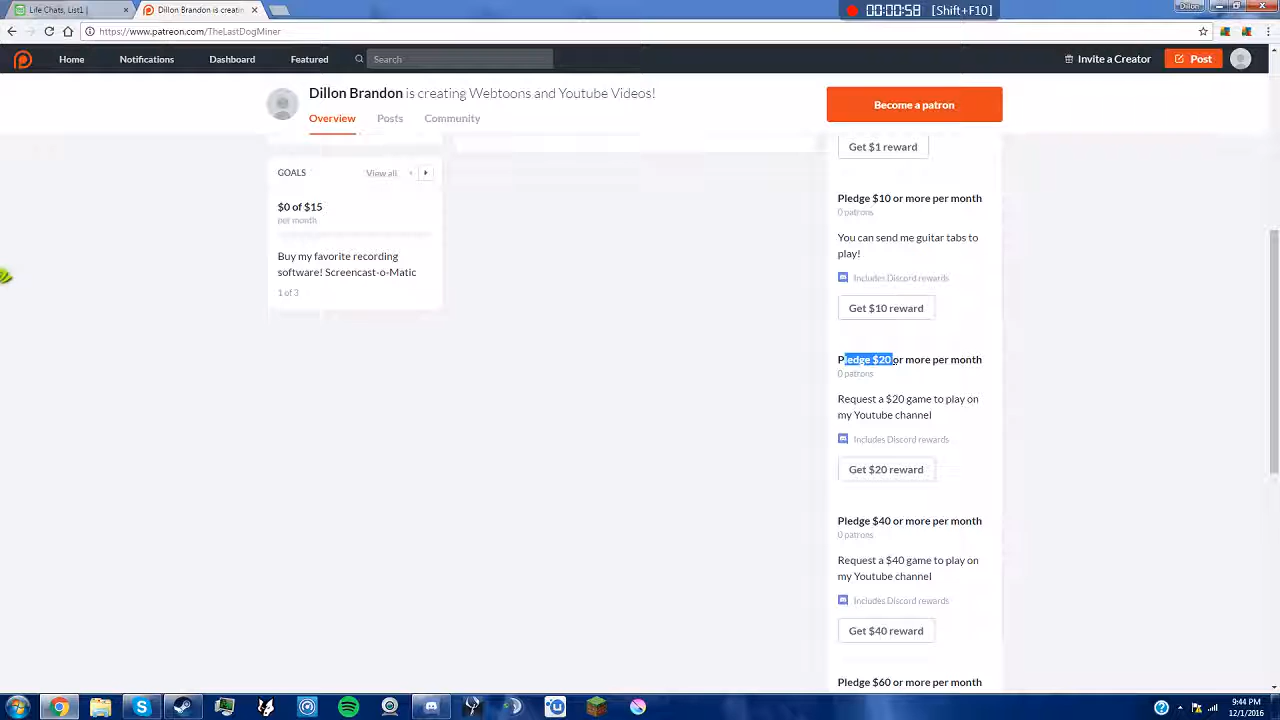 Life Chats, List1
Dillon Brandon is creatin
00:00:58 [Shift+F10]
Dillon
https://www.patreon.com/TheLastDogMiner
Home Notifications Dashboard Featured Search Invite a Creator Post
Dillon Brandon is creating Webtoons and Youtube Videos!
Overview Posts Community
Become a patron
GOALS View all
$0 of $15
per month
Buy my favorite recording
software! Screencast-o-Matic
1 of 3
Get $1 reward
Pledge $10 or more per month
0 patrons
You can send me guitar tabs to
play!
Includes Discord rewards
Get $10 reward
Pledge $20 or more per month
0 patrons
Request a $20 game to play on
my Youtube channel
Includes Discord rewards
Get $20 reward
Pledge $40 or more per month
0 patrons
Request a $40 game to play on
my Youtube channel
Includes Discord rewards
Get $40 reward
Pledge $60 or more per month
9:44 PM
12/1/2016